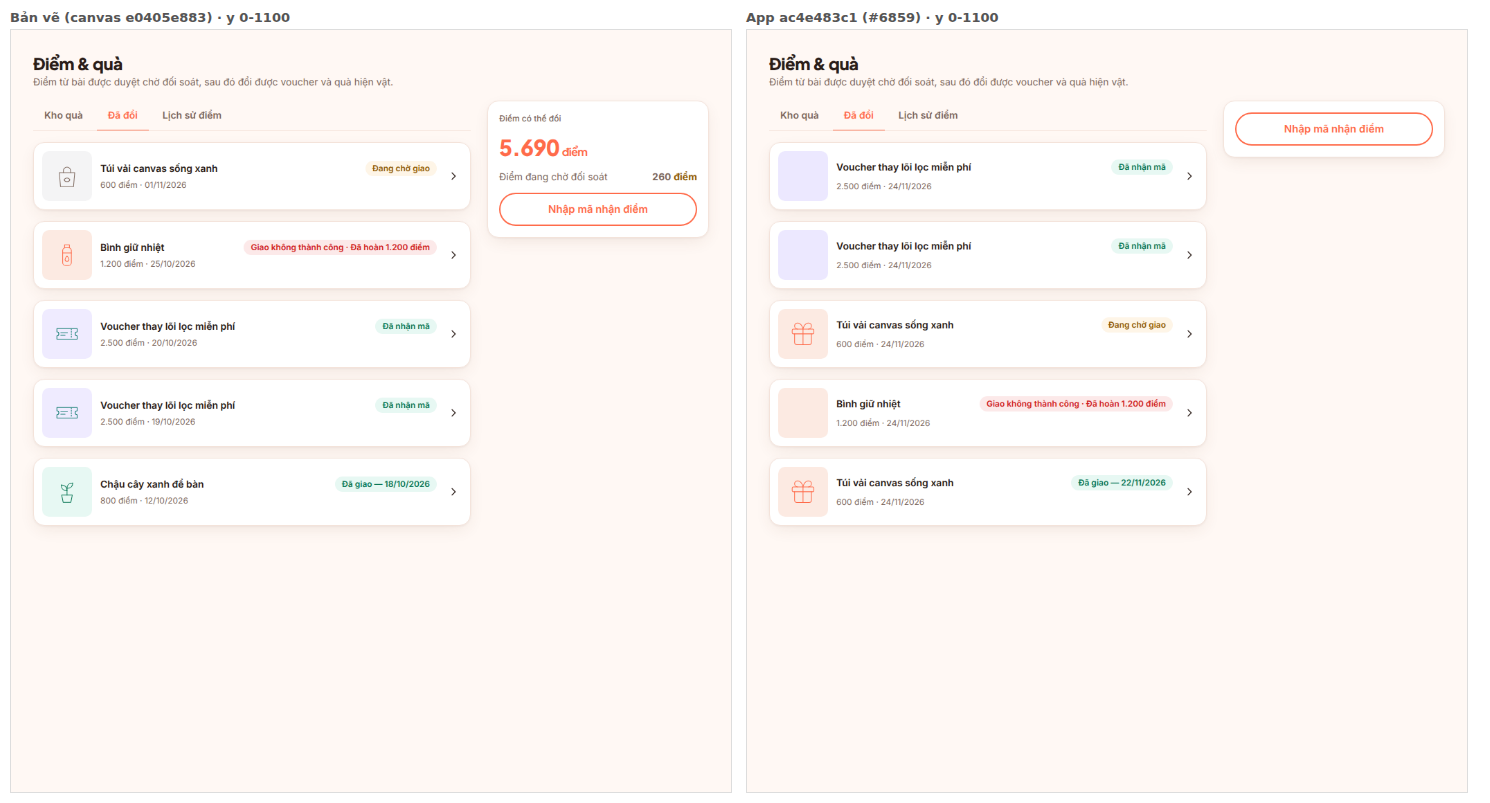 Bản vẽ (canvas e0405e883) · y 0-1100
Điểm & quà
Điểm từ bài được duyệt chờ đối soát, sau đó đổi được voucher và quà hiện vật.
Kho quà
Đã đổi
Lịch sử điểm
Túi vải canvas sống xanh
Đang chờ giao
600 điểm · 01/11/2026
Bình giữ nhiệt
Giao không thành công · Đã hoàn 1.200 điểm
1.200 điểm · 25/10/2026
Voucher thay lõi lọc miễn phí
Đã nhận mã
2.500 điểm · 20/10/2026
Voucher thay lõi lọc miễn phí
Đã nhận mã
2.500 điểm · 19/10/2026
Chậu cây xanh để bàn
Đã giao — 18/10/2026
800 điểm · 12/10/2026
Điểm có thể đổi
5.690 điểm
Điểm đang chờ đối soát
260 điểm
Nhập mã nhận điểm
App ac4e483c1 (#6859) · y 0-1100
Điểm & quà
Điểm từ bài được duyệt chờ đối soát, sau đó đổi được voucher và quà hiện vật.
Kho quà
Đã đổi
Lịch sử điểm
Voucher thay lõi lọc miễn phí
Đã nhận mã
2.500 điểm · 24/11/2026
Voucher thay lõi lọc miễn phí
Đã nhận mã
2.500 điểm · 24/11/2026
Túi vải canvas sống xanh
Đang chờ giao
600 điểm · 24/11/2026
Bình giữ nhiệt
Giao không thành công · Đã hoàn 1.200 điểm
1.200 điểm · 24/11/2026
Túi vải canvas sống xanh
Đã giao — 22/11/2026
600 điểm · 24/11/2026
Nhập mã nhận điểm